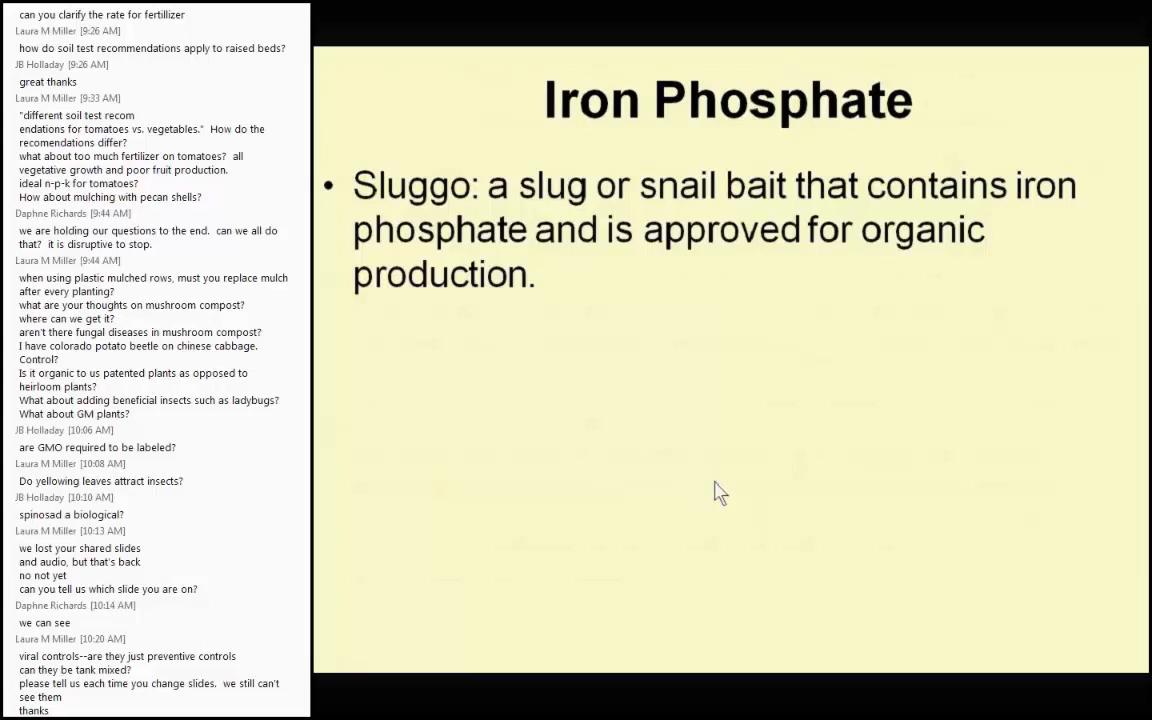 can you clarify the rate for fertillizer
Laura M Miller [9:26 AM]
how do soil test recommendations apply to raised beds?
JB Holladay [9:26 AM]
great thanks
Laura M Miller [9:33 AM]
"different soil test recom
endations for tomatoes vs. vegetables." How do the
recomendations differ?
what about too much fertilizer on tomatoes? all
vegetative growth and poor fruit production.
ideal n-p-k for tomatoes?
How about mulching with pecan shells?
Daphne Richards [9:44 AM]
we are holding our questions to the end. can we all do
that? it is disruptive to stop.
Laura M Miller [9:44 AM]
when using plastic mulched rows, must you replace mulch
after every planting?
what are your thoughts on mushroom compost?
where can we get it?
aren't there fungal diseases in mushroom compost?
I have colorado potato beetle on chinese cabbage.
Control?
Is it organic to us patented plants as opposed to
heirloom plants?
What about adding beneficial insects such as ladybugs?
What about GM plants?
JB Holladay [10:06 AM]
are GMO required to be labeled?
Laura M Miller [10:08 AM]
Do yellowing leaves attract insects?
JB Holladay [10:10 AM]
spinosad a biological?
Laura M Miller [10:13 AM]
we lost your shared slides
and audio, but that's back
no not yet
can you tell us which slide you are on?
Daphne Richards [10:14 AM]
we can see
Laura M Miller [10:20 AM]
viral controls--are they just preventive controls
can they be tank mixed?
please tell us each time you change slides. we still can't
see them
thanks
Iron Phosphate
• Sluggo: a slug or snail bait that contains iron
phosphate and is approved for organic
production.